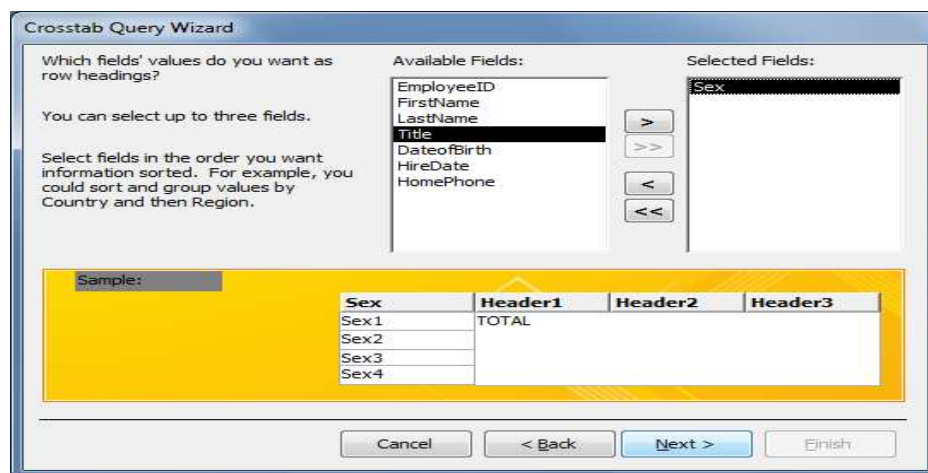 Crosstab Query Wizard
Which fields' values do you want as
row headings?
You can select up to three fields.
Select fields in the order you want
information sorted. For example, you
could sort and group values by
Country and then Region.
Available Fields:
EmployeeID
FirstName
LastName
Title
DateofBirth
HireDate
HomePhone
>
>>
<
<<
Selected Fields:
Sex
Sample:
Sex Header1 Header2 Header3
Sex1 TOTAL
Sex2
Sex3
Sex4
Cancel < Back Next > Finish